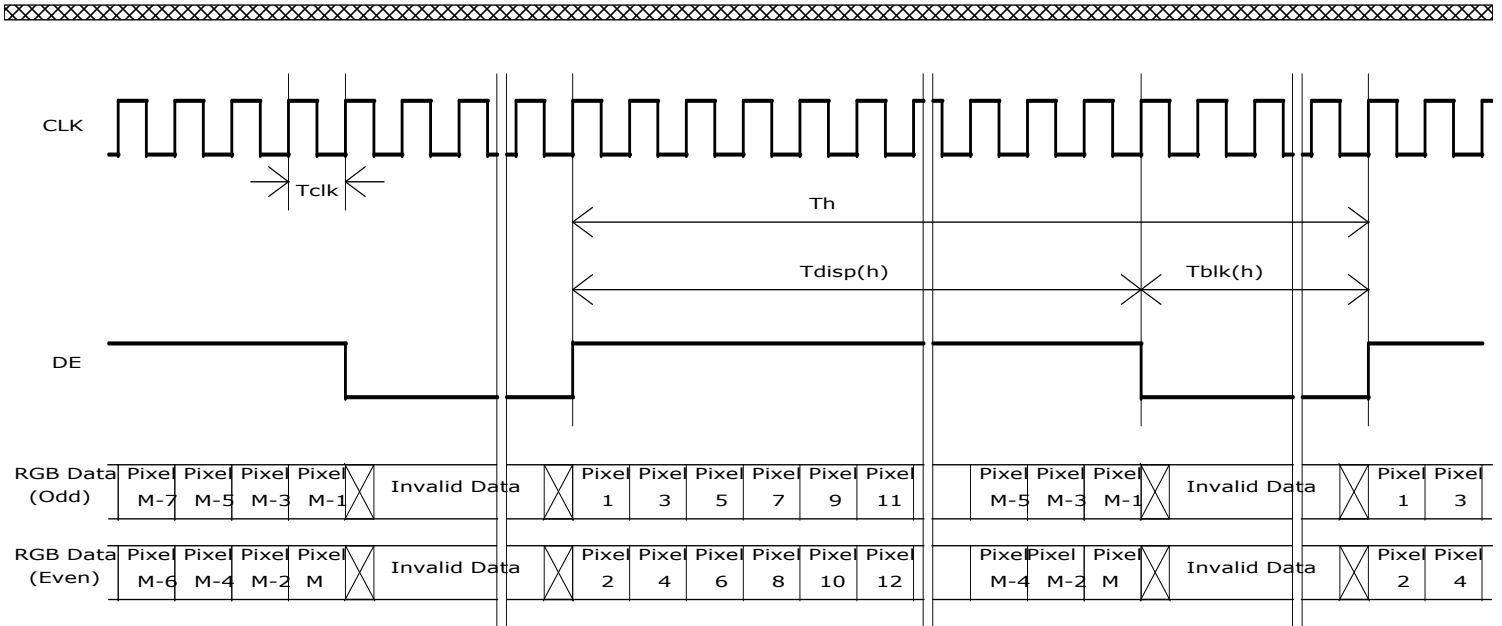 CLK
Tclk
Th
Tdisp(h)
Tblk(h)
DE
RGB Data
(Odd)
Pixel Pixel Pixel Pixel Invalid Data Pixel Pixel Pixel Pixel Pixel Pixel Pixel Pixel Pixel Invalid Data Pixel Pixel
M-7 M-5 M-3 M-1 1 3 5 7 9 11 M-5 M-3 M-1 1 3
RGB Data
(Even)
Pixel Pixel Pixel Pixel Invalid Data Pixel Pixel Pixel Pixel Pixel Pixel Pixel Pixel Pixel Invalid Data Pixel Pixel
M-6 M-4 M-2 M 2 4 6 8 10 12 M-4 M-2 M 2 4